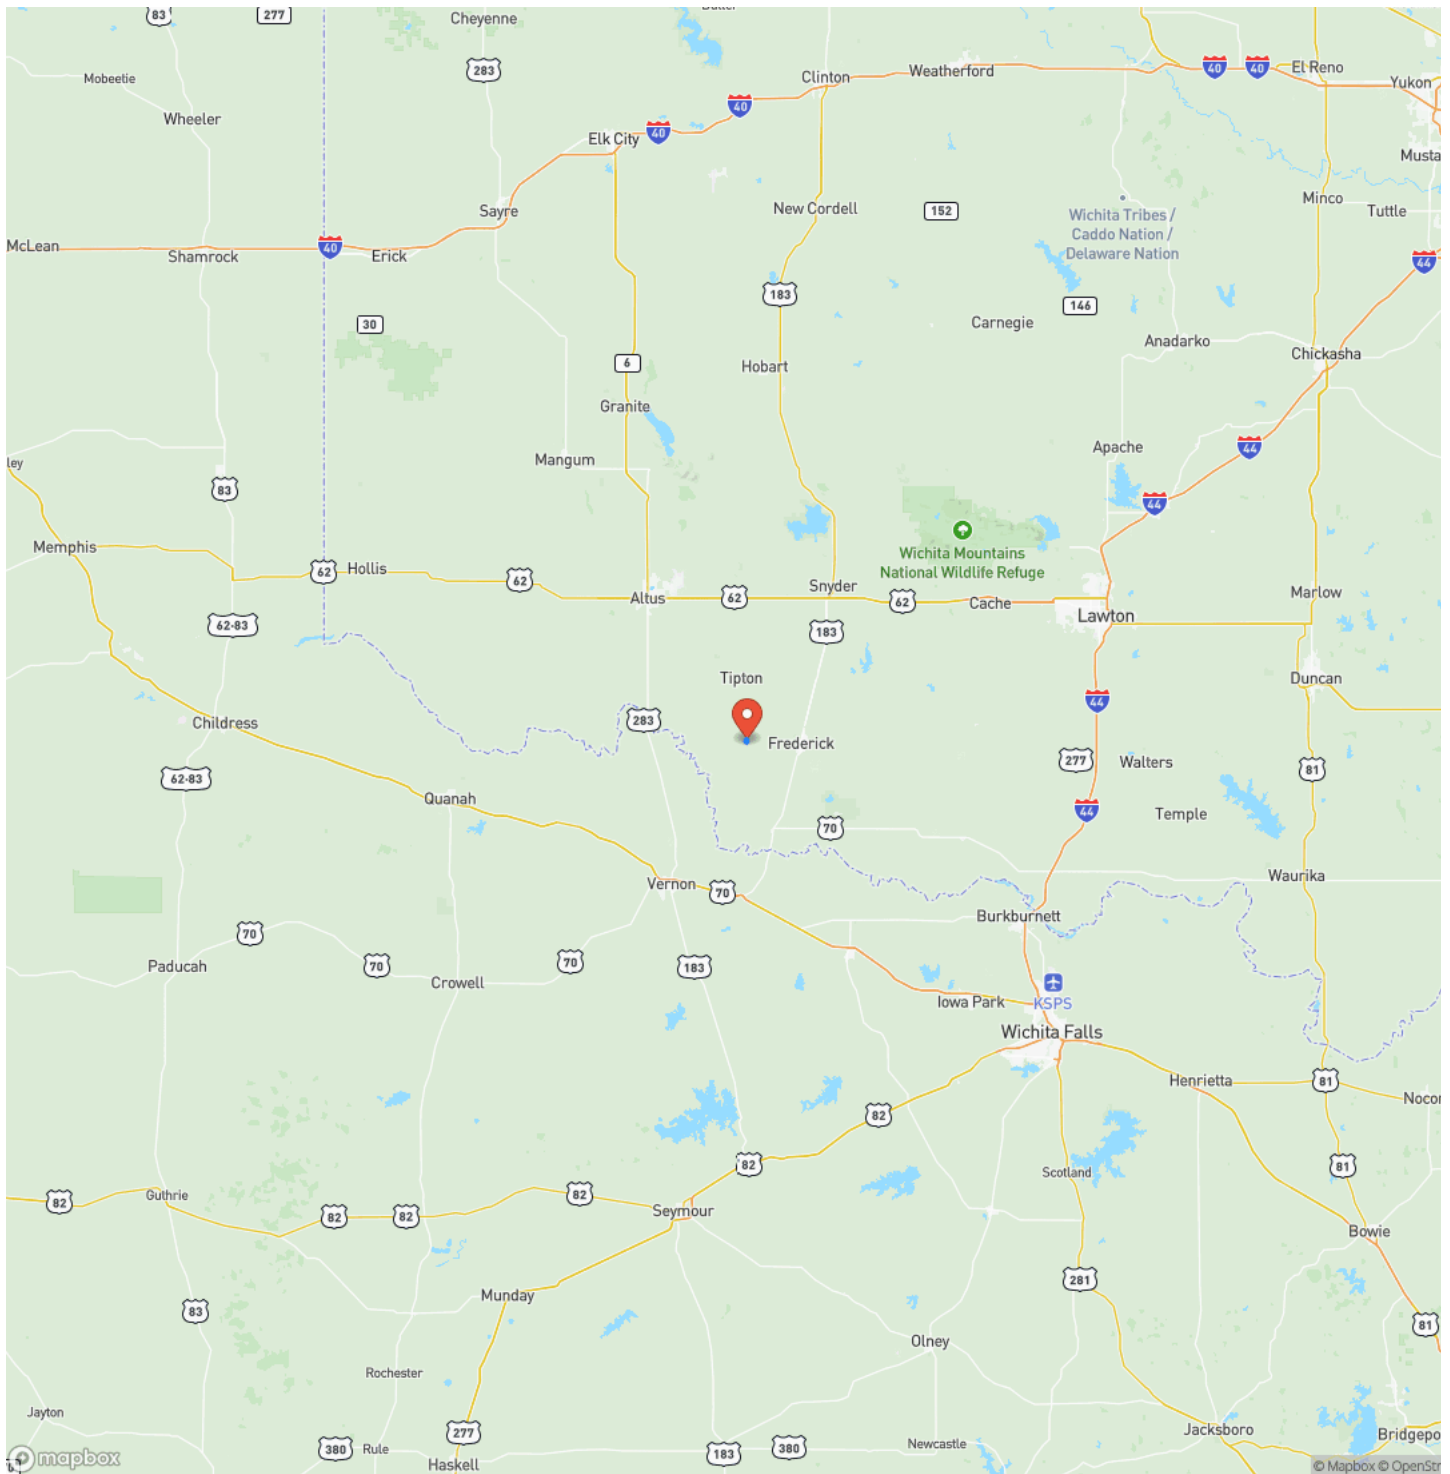 83
277
Cheyenne
Mobeetie
283
Clinton
Weatherford
40
40
El Reno
Yukon
Wheeler
40
Elk City
40
Musta
Sayre
New Cordell
152
Wichita Tribes /
Caddo Nation /
Delaware Nation
Minco
Tuttle
McLean
Shamrock
40
Erick
44
183
146
30
Carnegie
Anadarko
Chickasha
6
Hobart
Granite
Apache
44
ley
Mangum
83
44
Memphis
62
Hollis
62
Altus
62
Snyder
Wichita Mountains
National Wildlife Refuge
62
Cache
Lawton
Marlow
62-83
183
Tipton
Duncan
44
Childress
283
Frederick
277
Walters
81
62-83
Quanah
44
Temple
70
Vernon
70
Waurika
Burkburnett
70
Paducah
70
Crowell
70
183
Iowa Park
KSPS
Wichita Falls
Henrietta
81
Nocor
82
82
Scotland
81
82
Guthrie
82
82
82
Seymour
Bowie
281
Munday
83
81
Olney
Rochester
Jayton
277
Jacksboro
Bridgepo
380
Rule
Haskell
183
380
Newcastle
mapbox
© Mapbox © OpenStr